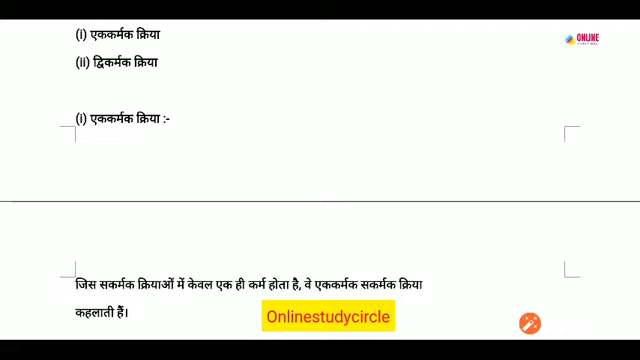 (i) एककर्मक क्रिया
ONLINE
(ii) द्विकर्मक क्रिया
(i) एककर्मक क्रिया :-
जिस सकर्मक क्रियाओं में केवल एक ही कर्म होता है, वे एककर्मक सकर्मक क्रिया
कहलाती हैं।
Onlinestudycircle